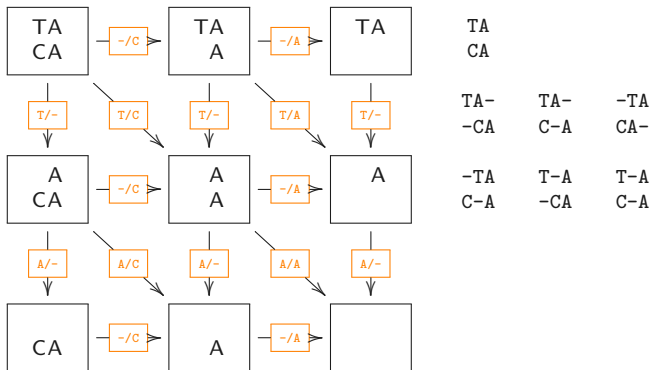 TA TA TA TA
CA -/C A -/A CA
TA- TA- -TA
T/- T/C T/- T/A T/- -CA C-A CA-
A A A -TA T-A T-A
CA -/C A -/A C-A -CA C-A
A/- A/C A/- A/A A/-
CA -/C A -/A